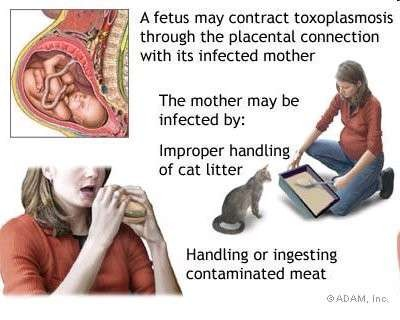 A fetus may contract toxoplasmosis
through the placental connection
with its infected mother
The mother may be
infected by:
Improper handling
of cat litter
Handling or ingesting
contaminated meat
©ADAM, Inc.